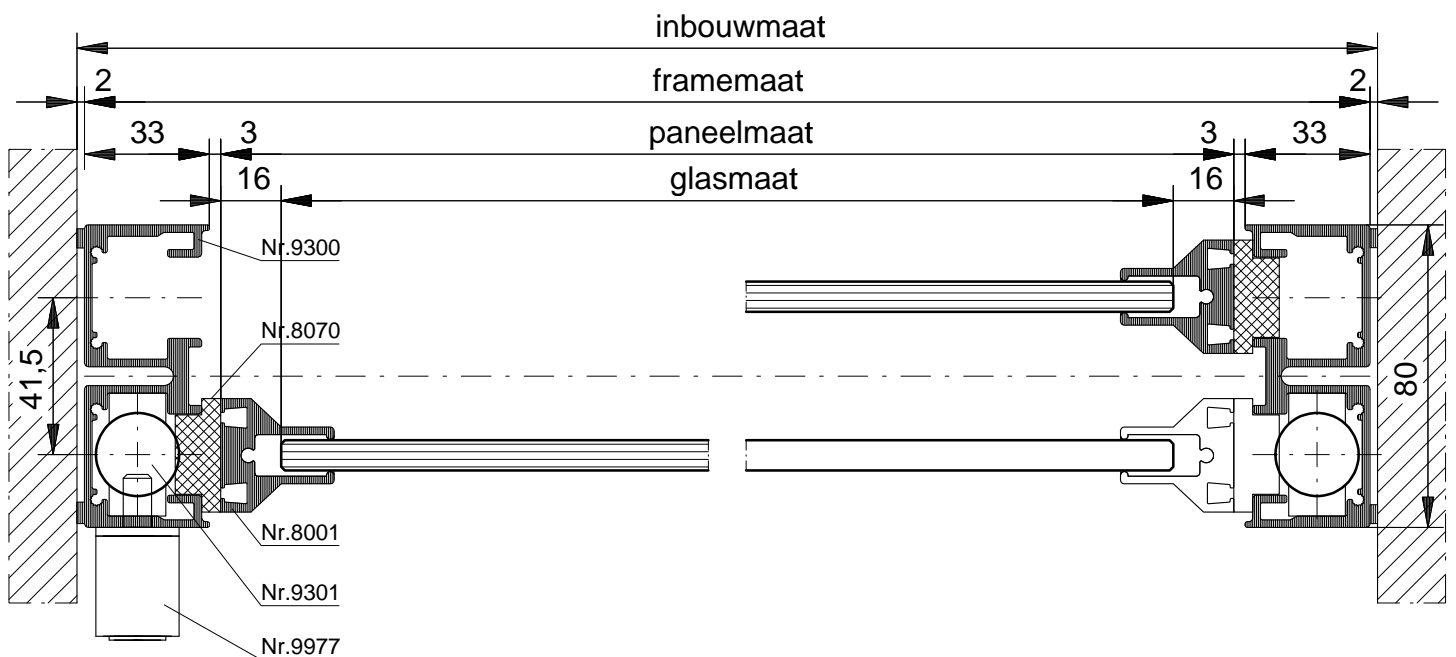 inbouwmaat
2 framemaat 2
33 3 paneelmaat 3 33
16 glasmaat 16
Nr.9300
Nr.8070
41,5
80
Nr.8001
Nr.9301
Nr.9977